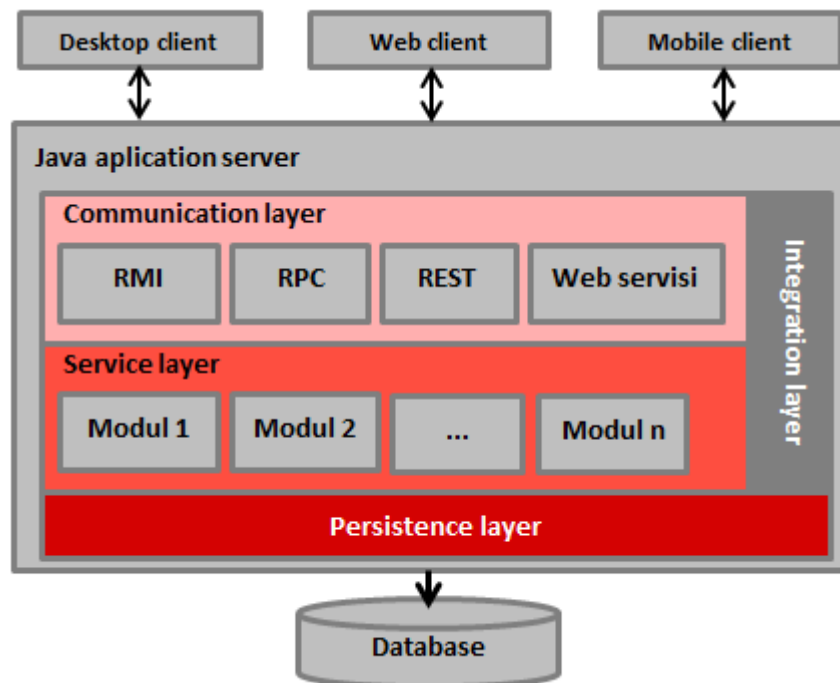 Desktop client
Web client
Mobile client
Java aplication server
Communication layer
RMI
RPC
REST
Web servisi
Integration layer
Service layer
Modul 1
Modul 2
...
Modul n
Persistence layer
Database